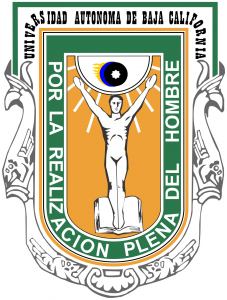 UNIVERSIDAD AUTONOMA DE BAJA CALIFORNIA
POR LA REALIZACION PLENA DEL HOMBRE